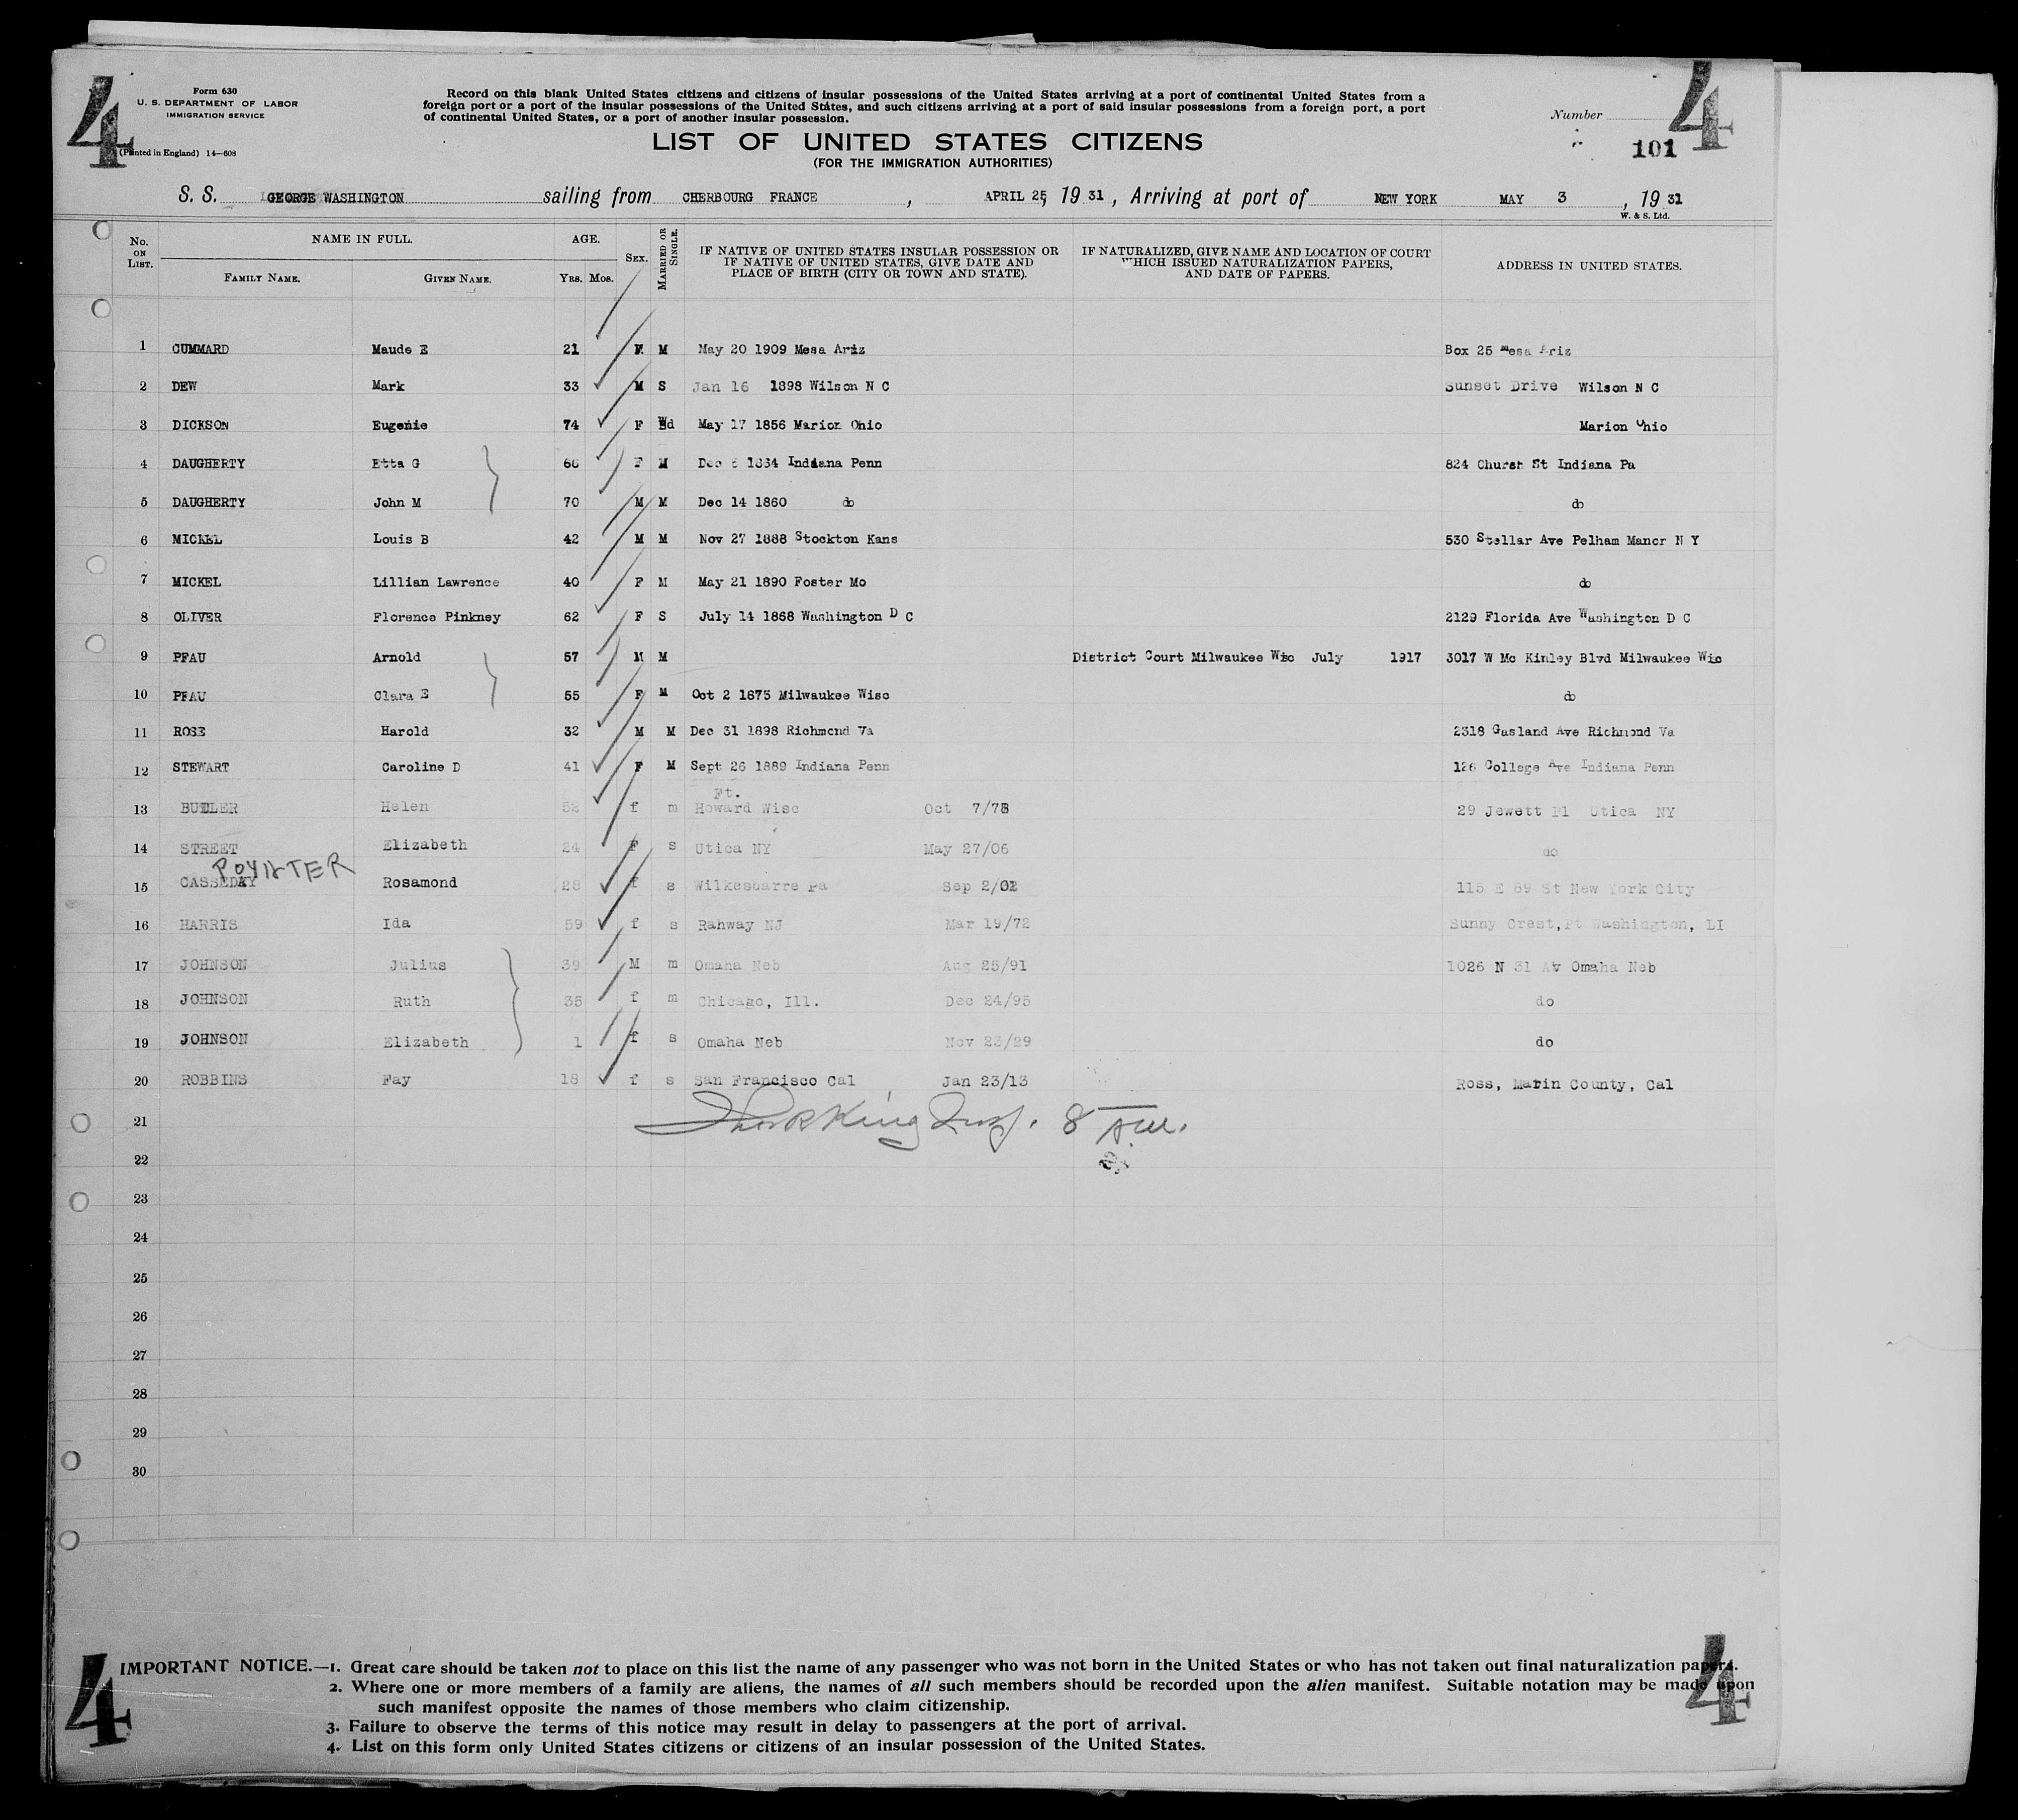 4
4
Form 630
U. S. DEPARTMENT OF LABOR
IMMIGRATION SERVICE
(Printed in England) 14—608
Record on this blank United States citizens and citizens of insular possessions of the United States arriving at a port of continental United States from a
foreign port or a port of the insular possessions of the United States, and such citizens arriving at a port of said insular possessions from a foreign port, a port
of continental United States, or a port of another insular possession.
LIST OF UNITED STATES CITIZENS
(FOR THE IMMIGRATION AUTHORITIES)
Number
101
S. S. GEORGE WASHINGTON sailing from CHERBOURG FRANCE , APRIL 25, 1931, Arriving at port of NEW YORK MAY 3, 1931
W. & S. Ltd.
No. ON LIST. NAME IN FULL. AGE. SEX. MARRIED OR SINGLE. IF NATIVE OF UNITED STATES INSULAR POSSESSION OR IF NATIVE OF UNITED STATES, GIVE DATE AND PLACE OF BIRTH (CITY OR TOWN AND STATE). IF NATURALIZED, GIVE NAME AND LOCATION OF COURT WHICH ISSUED NATURALIZATION PAPERS, AND DATE OF PAPERS. ADDRESS IN UNITED STATES.
FAMILY NAME. GIVEN NAME. YRS. MOS.
1 CUMMARD Maude E 21 F M May 20 1909 Mesa Ariz Box 25 Mesa Ariz
2 DEW Mark 33 M S Jan 16 1898 Wilson N C Sunset Drive Wilson N C
3 DICKSON Eugenie 74 F Wd May 17 1856 Marion Ohio Marion Ohio
4 DAUGHERTY Etta G 66 F M Dec 1864 Indiana Penn 824 Church St Indiana Pa
5 DAUGHERTY John M 70 M M Dec 14 1860 do do
6 MICKEL Louis B 42 M M Nov 27 1888 Stockton Kans 530 Stellar Ave Pelham Manor N Y
7 MICKEL Lillian Lawrence 40 F M May 21 1890 Foster Mo do
8 OLIVER Florence Pinkney 62 F S July 14 1868 Washington D C 2129 Florida Ave Washington D C
9 PFAU Arnold 57 M M District Court Milwaukee Wisc July 1917 3017 W Mc Kinley Blvd Milwaukee Wis
10 PFAU Clara E 55 F M Oct 2 1875 Milwaukee Wisc do
11 ROSE Harold 32 M M Dec 31 1898 Richmond Va 2318 Gasland Ave Richmond Va
12 STEWART Caroline D 41 F M Sept 26 1889 Indiana Penn 126 College Ave Indiana Penn
Ft.
13 BUTLER Helen 52 f m Howard Wisc Oct 7/78 29 Jewett Pl Utica NY
14 STREET Elizabeth 24 F s Utica NY May 27/06 do
POYNTER
15 CASSEDAY Rosamond 28 f s Wilkesbarre Pa Sep 2/02 115 E 89 St New York City
16 HARRIS Ida 59 f s Rahway NJ Mar 19/72 Sunny Crest, Pt Washington, LI
17 JOHNSON Julius 39 M m Omaha Neb Aug 25/91 1026 N 31 Av Omaha Neb
18 JOHNSON Ruth 35 f m Chicago, Ill. Dec 24/95 do
19 JOHNSON Elizabeth 1 f s Omaha Neb Nov 23/29 do
20 ROBBINS Fay 18 f s San Francisco Cal Jan 23/13 Ross, Marin County, Cal
21 King Insp. 8 AM.
22
23
24
25
26
27
28
29
30
4
4
IMPORTANT NOTICE.—1. Great care should be taken not to place on this list the name of any passenger who was not born in the United States or who has not taken out final naturalization papers.
2. Where one or more members of a family are aliens, the names of all such members should be recorded upon the alien manifest. Suitable notation may be made upon
such manifest opposite the names of those members who claim citizenship.
3. Failure to observe the terms of this notice may result in delay to passengers at the port of arrival.
4. List on this form only United States citizens or citizens of an insular possession of the United States.